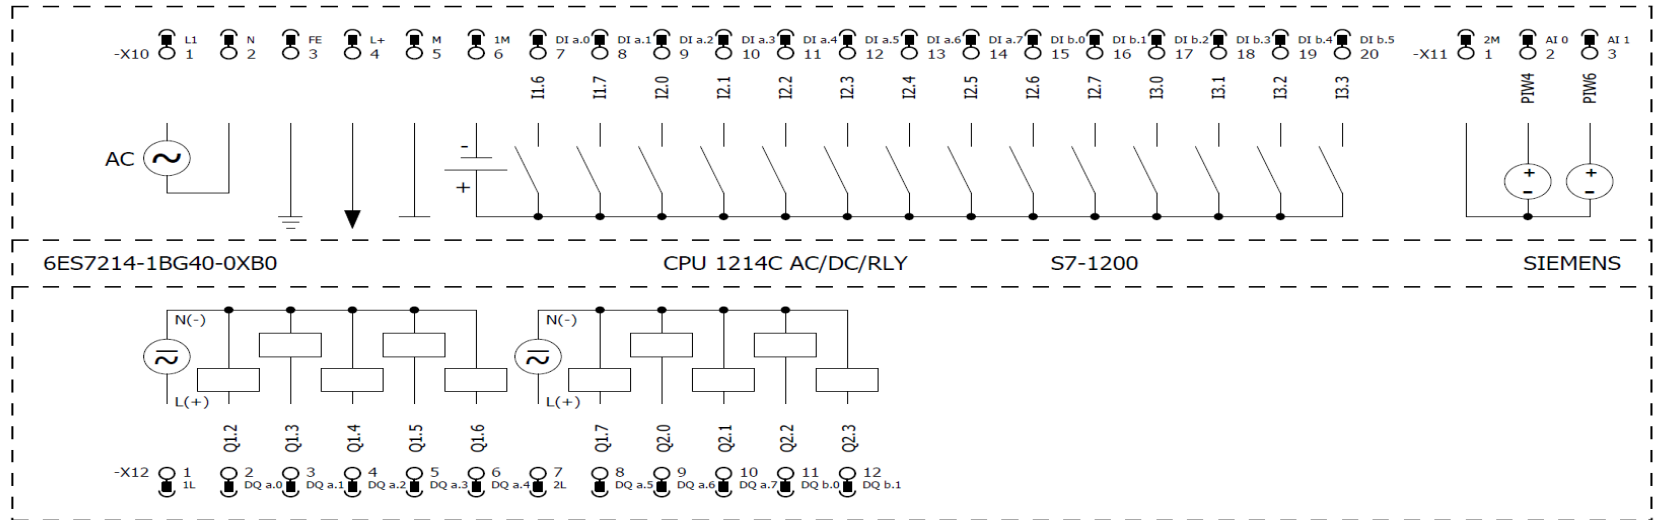 -X10 L1 1 N 2 FE 3 L+ 4 M 5 1M 6 DI a.0 7 DI a.1 8 DI a.2 9 DI a.3 10 DI a.4 11 DI a.5 12 DI a.6 13 DI a.7 14 DI b.0 15 DI b.1 16 DI b.2 17 DI b.3 18 DI b.4 19 DI b.5 20 -X11 2M 1 AI 0 2 AI 1 3
I1.6 I1.7 I2.0 I2.1 I2.2 I2.3 I2.4 I2.5 I2.6 I2.7 I3.0 I3.1 I3.2 I3.3 PIW4 PIW6
AC - + + - + -
6ES7214-1BG40-0XB0 CPU 1214C AC/DC/RLY S7-1200 SIEMENS
N(-) N(-)
L(+) L(+)
Q1.2 Q1.3 Q1.4 Q1.5 Q1.6 Q1.7 Q2.0 Q2.1 Q2.2 Q2.3
-X12 1 2 3 4 5 6 7 8 9 10 11 12
1L DQ a.0 DQ a.1 DQ a.2 DQ a.3 DQ a.4 2L DQ a.5 DQ a.6 DQ a.7 DQ b.0 DQ b.1